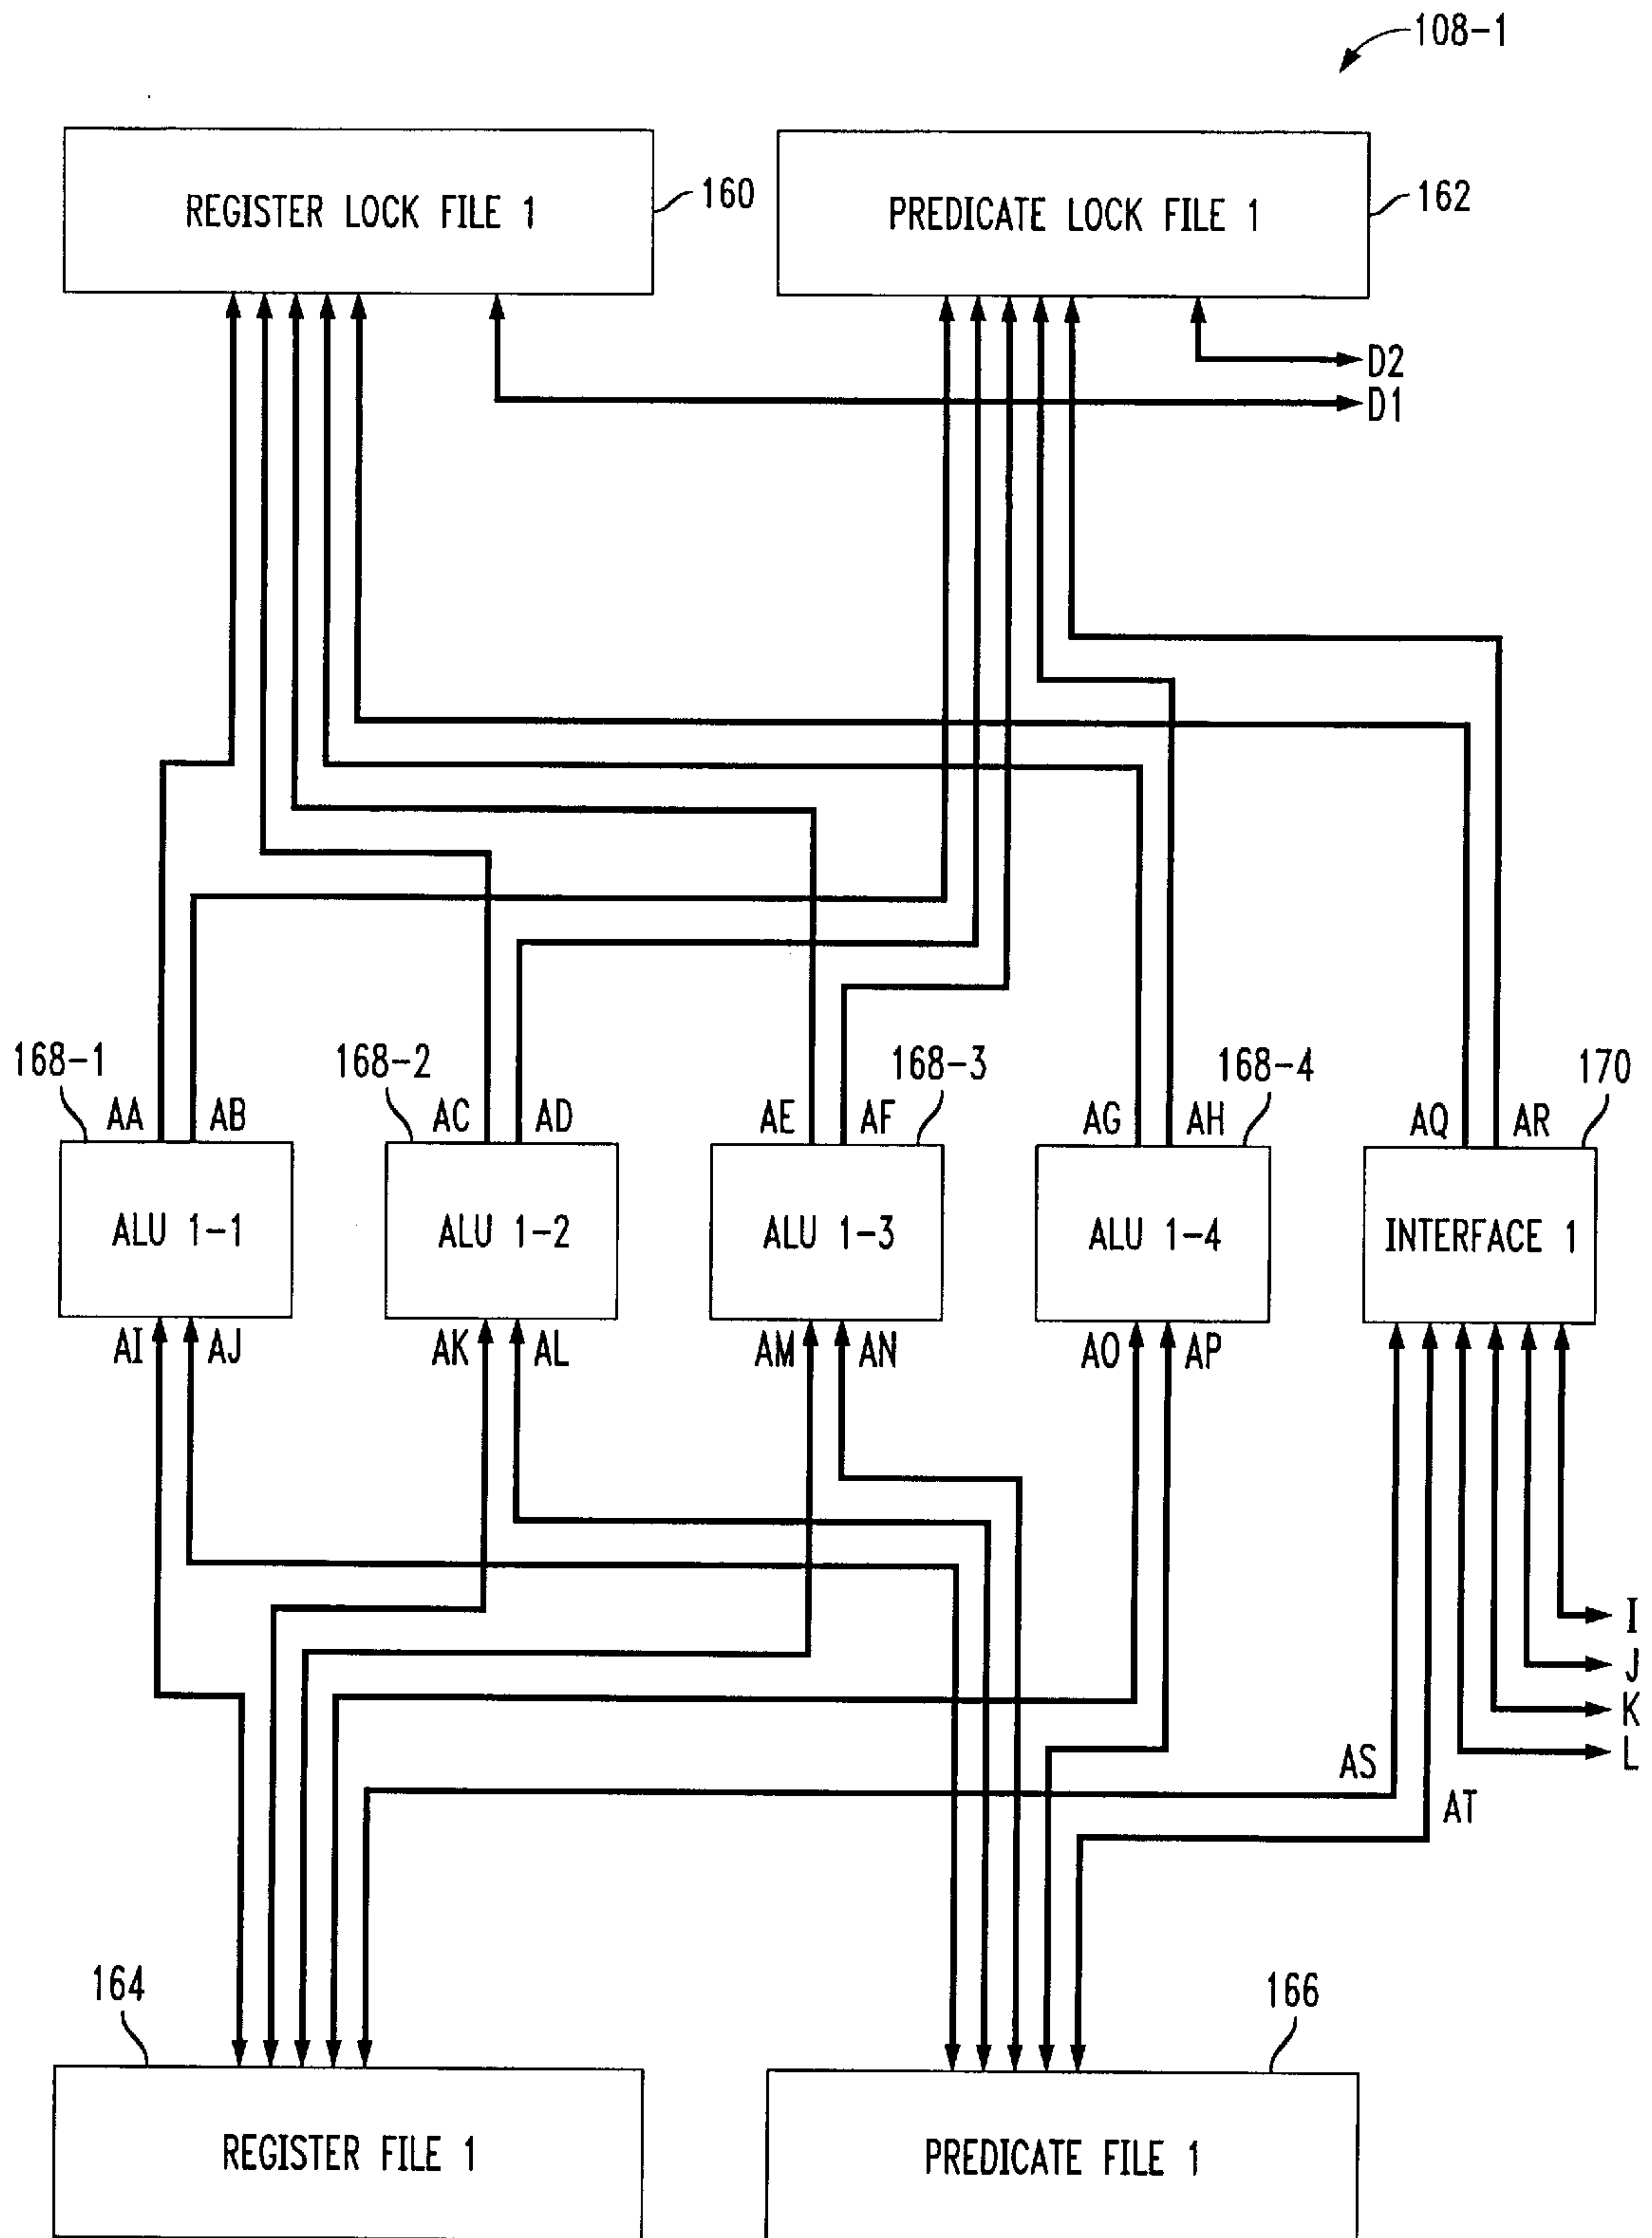 108-1
REGISTER LOCK FILE 1
160
PREDICATE LOCK FILE 1
162
D2
D1
168-1
168-2
168-3
168-4
170
AA
AB
AC
AD
AE
AF
AG
AH
AQ
AR
ALU 1-1
ALU 1-2
ALU 1-3
ALU 1-4
INTERFACE 1
AI
AJ
AK
AL
AM
AN
AO
AP
I
J
K
L
AS
AT
164
166
REGISTER FILE 1
PREDICATE FILE 1